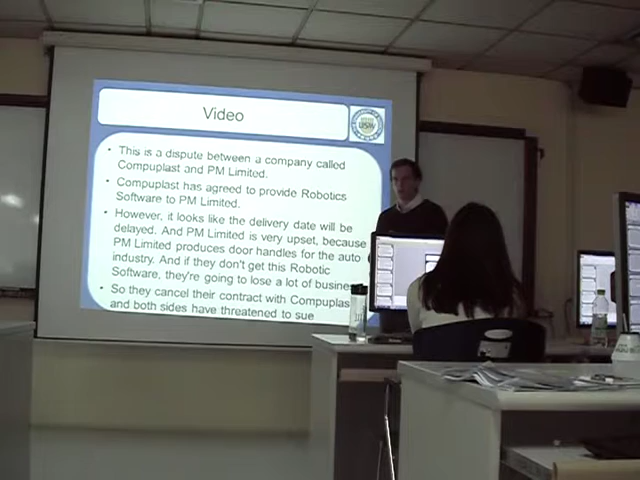 Video
• This is a dispute between a company called
Compuplast and PM Limited.
• Compuplast has agreed to provide Robotics
Software to PM Limited.
• However, it looks like the delivery date will be
delayed. And PM Limited is very upset, because
PM Limited produces door handles for the auto
industry. And if they don't get this Robotic
Software, they're going to lose a lot of business
• So they cancel their contract with Compuplas
and both sides have threatened to sue